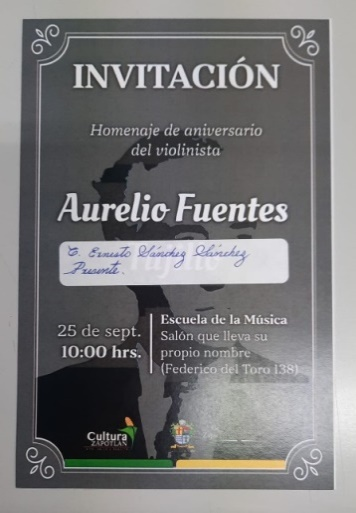 INVITACIÓN
Homenaje de aniversario
del violinista
Aurelio Fuentes
C. Ernesto Sánchez Sánchez
Presente.
25 de sept.
10:00 hrs.
Escuela de la Música
Salón que lleva su
propio nombre
(Federico del Toro 138)
Cultura
ZAPOTLÁN